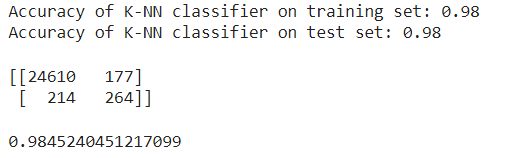 Accuracy of K-NN classifier on training set: 0.98
Accuracy of K-NN classifier on test set: 0.98
[[24610   177]
 [  214   264]]
0.9845240451217099